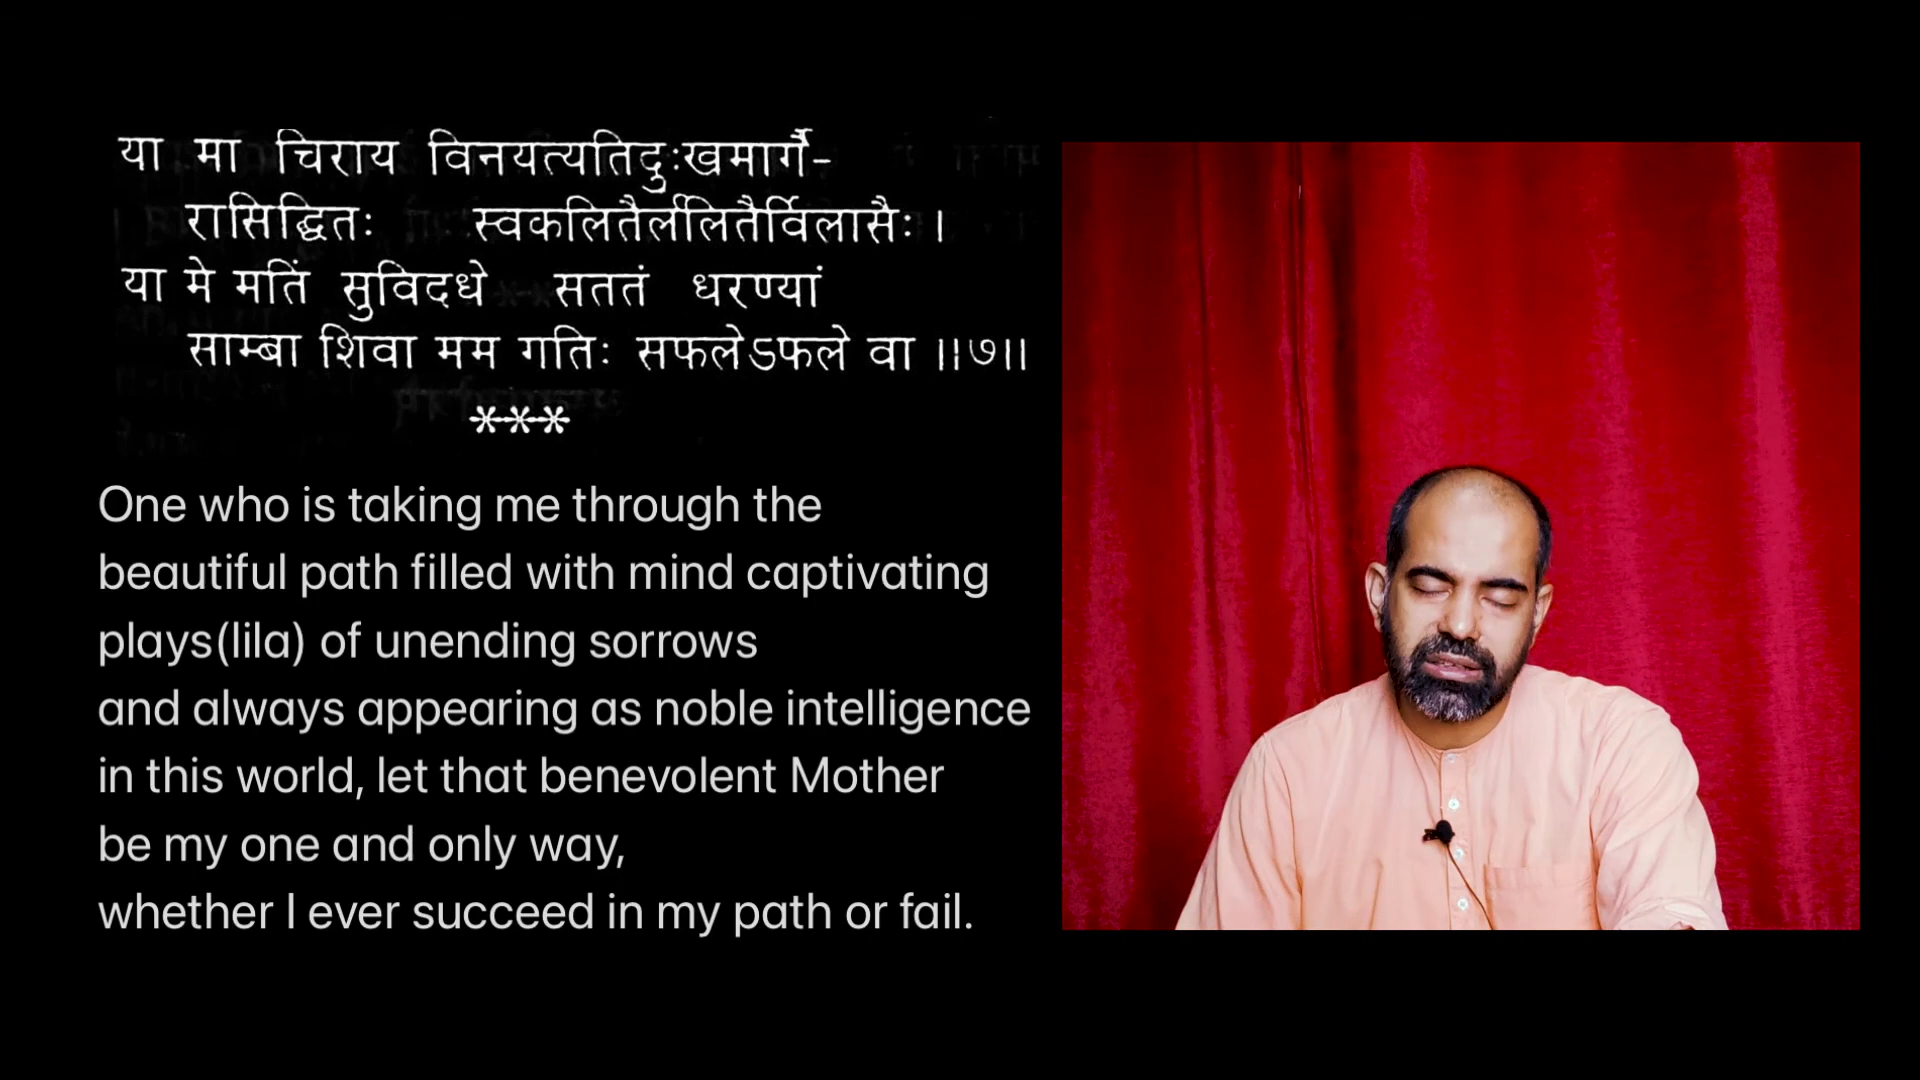 या मा चिराय विनयत्यतिदुःखमार्गै-
रासिद्धितः स्वकलितैर्ललितैर्विलासैः ।
या मे मतिं सुविदधे सततं धरण्यां
साम्बा शिवा मम गतिः सफलेऽफले वा ॥७॥
***
One who is taking me through the
beautiful path filled with mind captivating
plays(lila) of unending sorrows
and always appearing as noble intelligence
in this world, let that benevolent Mother
be my one and only way,
whether I ever succeed in my path or fail.